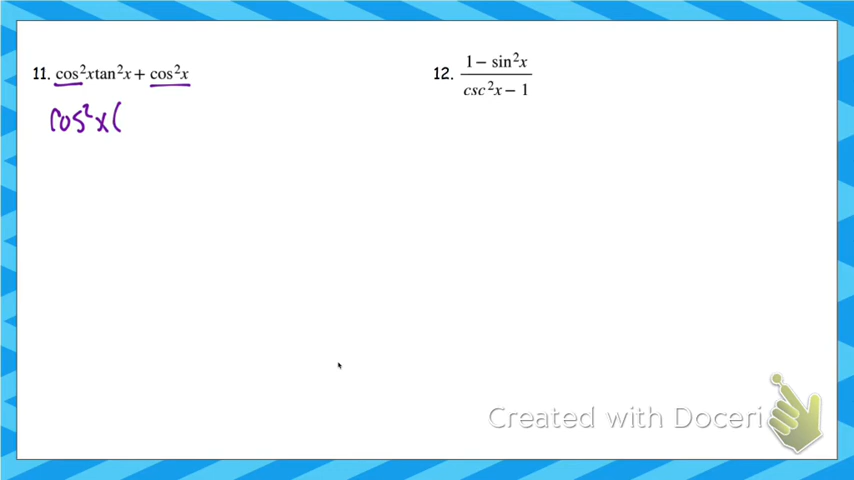 11. cos²xtan²x + cos²x
cos²x(
12. 1 − sin²x
csc²x − 1
Created with Doceri